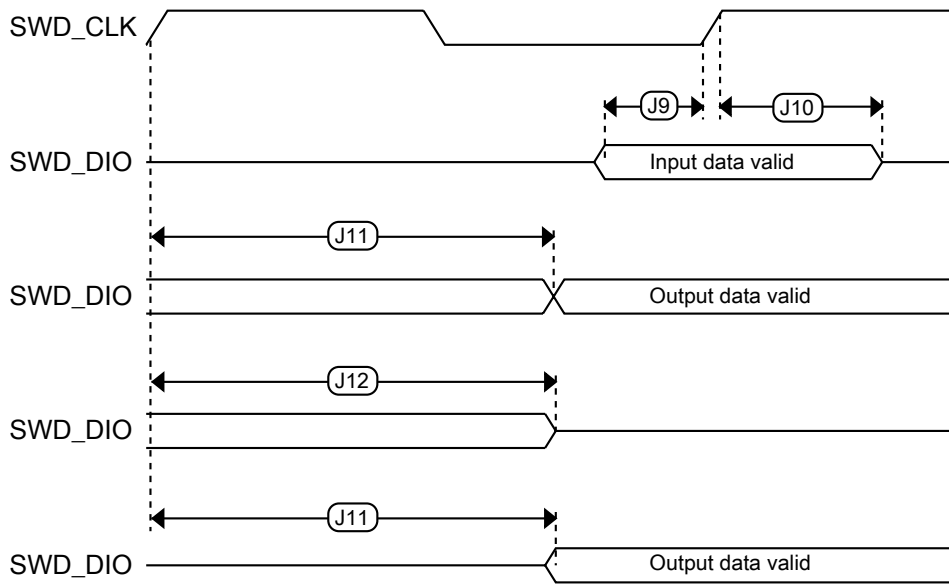 SWD_CLK
J9
J10
SWD_DIO
Input data valid
J11
SWD_DIO
Output data valid
J12
SWD_DIO
J11
SWD_DIO
Output data valid